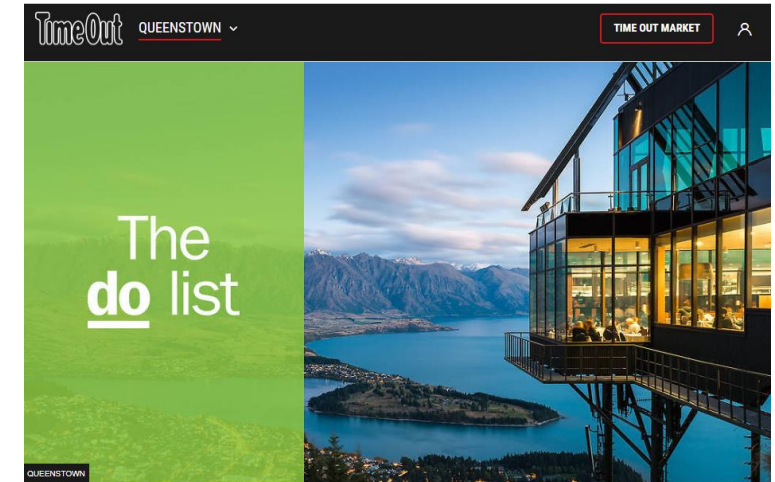 TimeOut
QUEENSTOWN
TIME OUT MARKET
The
do list
QUEENSTOWN